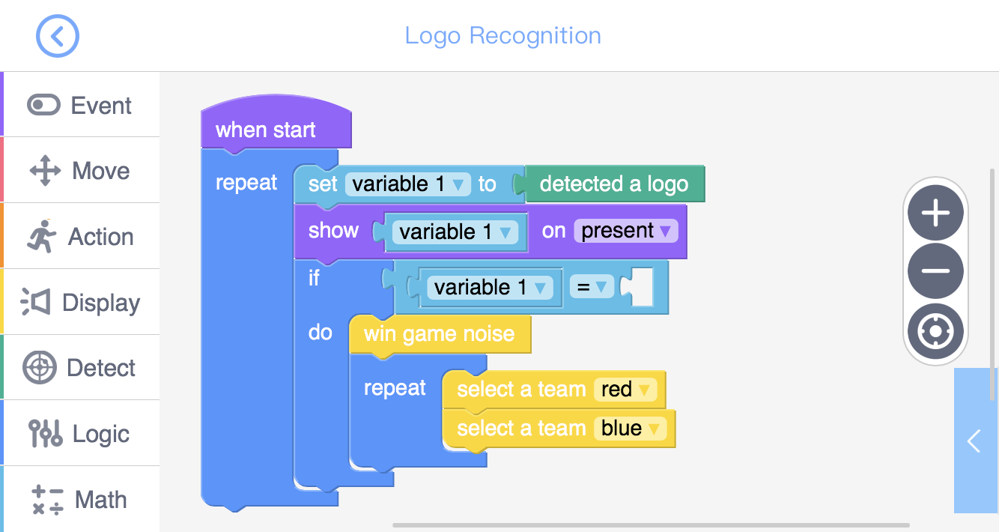 Logo Recognition
Event
Move
Action
Display
Detect
Logic
Math
when start
repeat
set variable 1 to detected a logo
show variable 1 on present
if variable 1 =
do win game noise
repeat select a team red
select a team blue